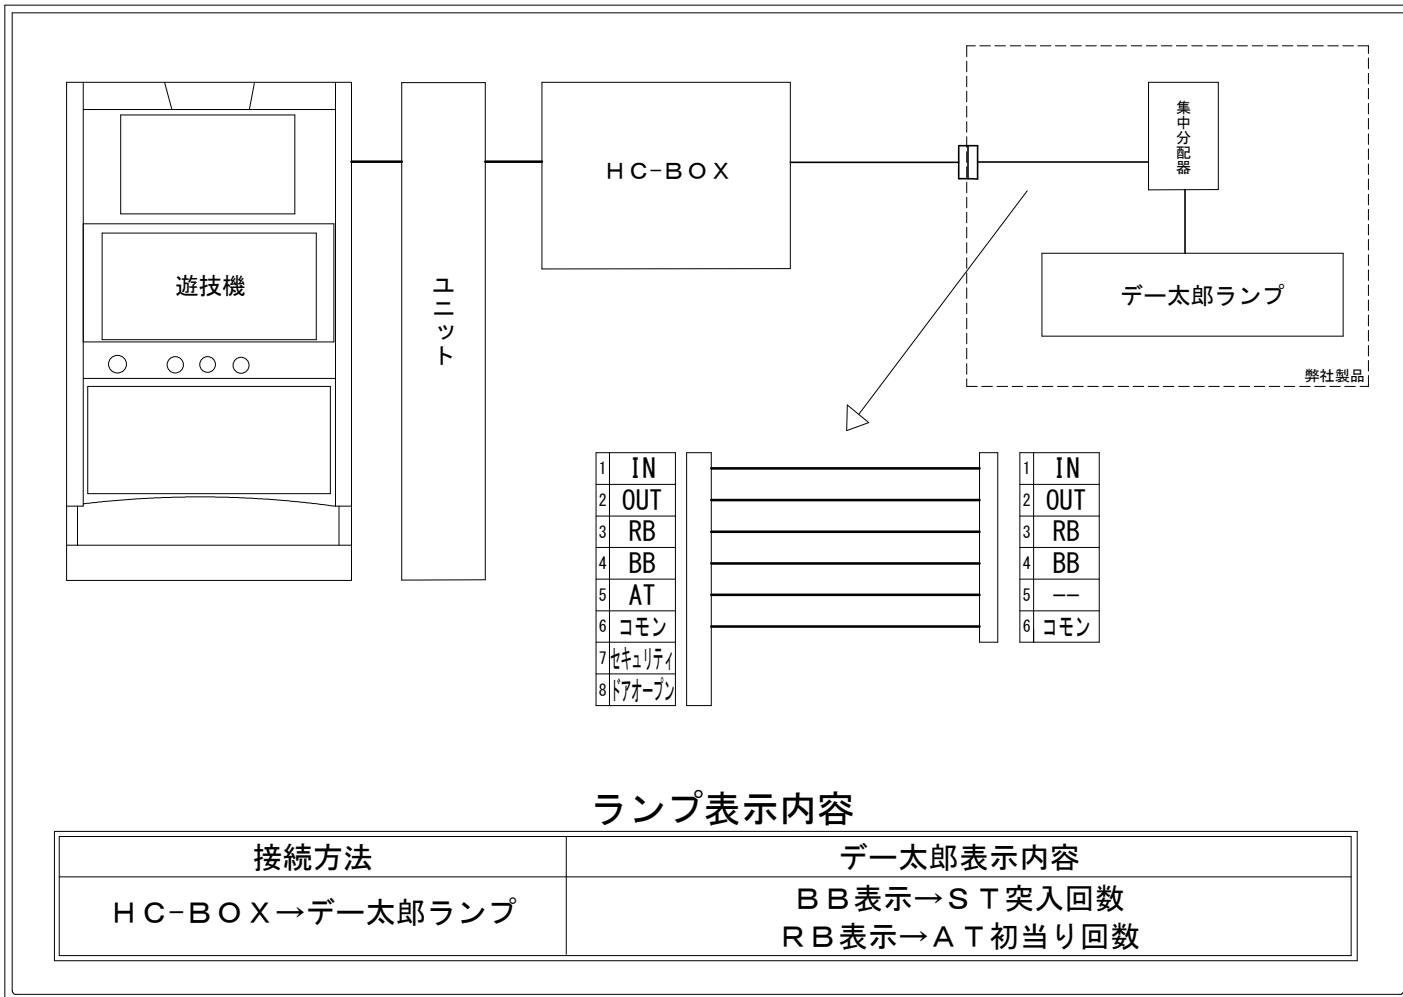 遊技機
ユニット
HC-BOX
集中分配器
デー太郎ランプ
弊社製品
1 IN
2 OUT
3 RB
4 BB
5 AT
6 コモン
7 セキュリティ
8 ドアオープン
1 IN
2 OUT
3 RB
4 BB
5 --
6 コモン
ランプ表示内容
接続方法 デー太郎表示内容
HC-BOX→デー太郎ランプ
BB表示→ST突入回数
RB表示→AT初当り回数